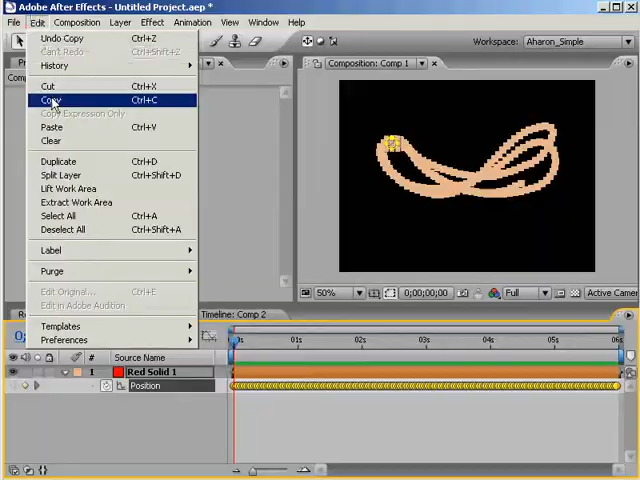 Adobe After Effects - Untitled Project.aep *
File Edit Composition Layer Effect Animation View Window Help
Undo Copy Ctrl+Z
Can't Redo Ctrl+Shift+Z
History
Cut Ctrl+X
Copy Ctrl+C
Copy Expression Only
Paste Ctrl+V
Clear
Duplicate Ctrl+D
Split Layer Ctrl+Shift+D
Lift Work Area
Extract Work Area
Select All Ctrl+A
Deselect All Ctrl+Shift+A
Label
Purge
Edit Original... Ctrl+E
Edit in Adobe Audition
Templates
Preferences
Workspace: Aharon_Simple
Composition: Comp 1
50% 0;00;00;00 Full Active Camer
Timeline: Comp 2
01s 02s 03s 04s 05s 06s
# Source Name
1 Red Solid 1
Position